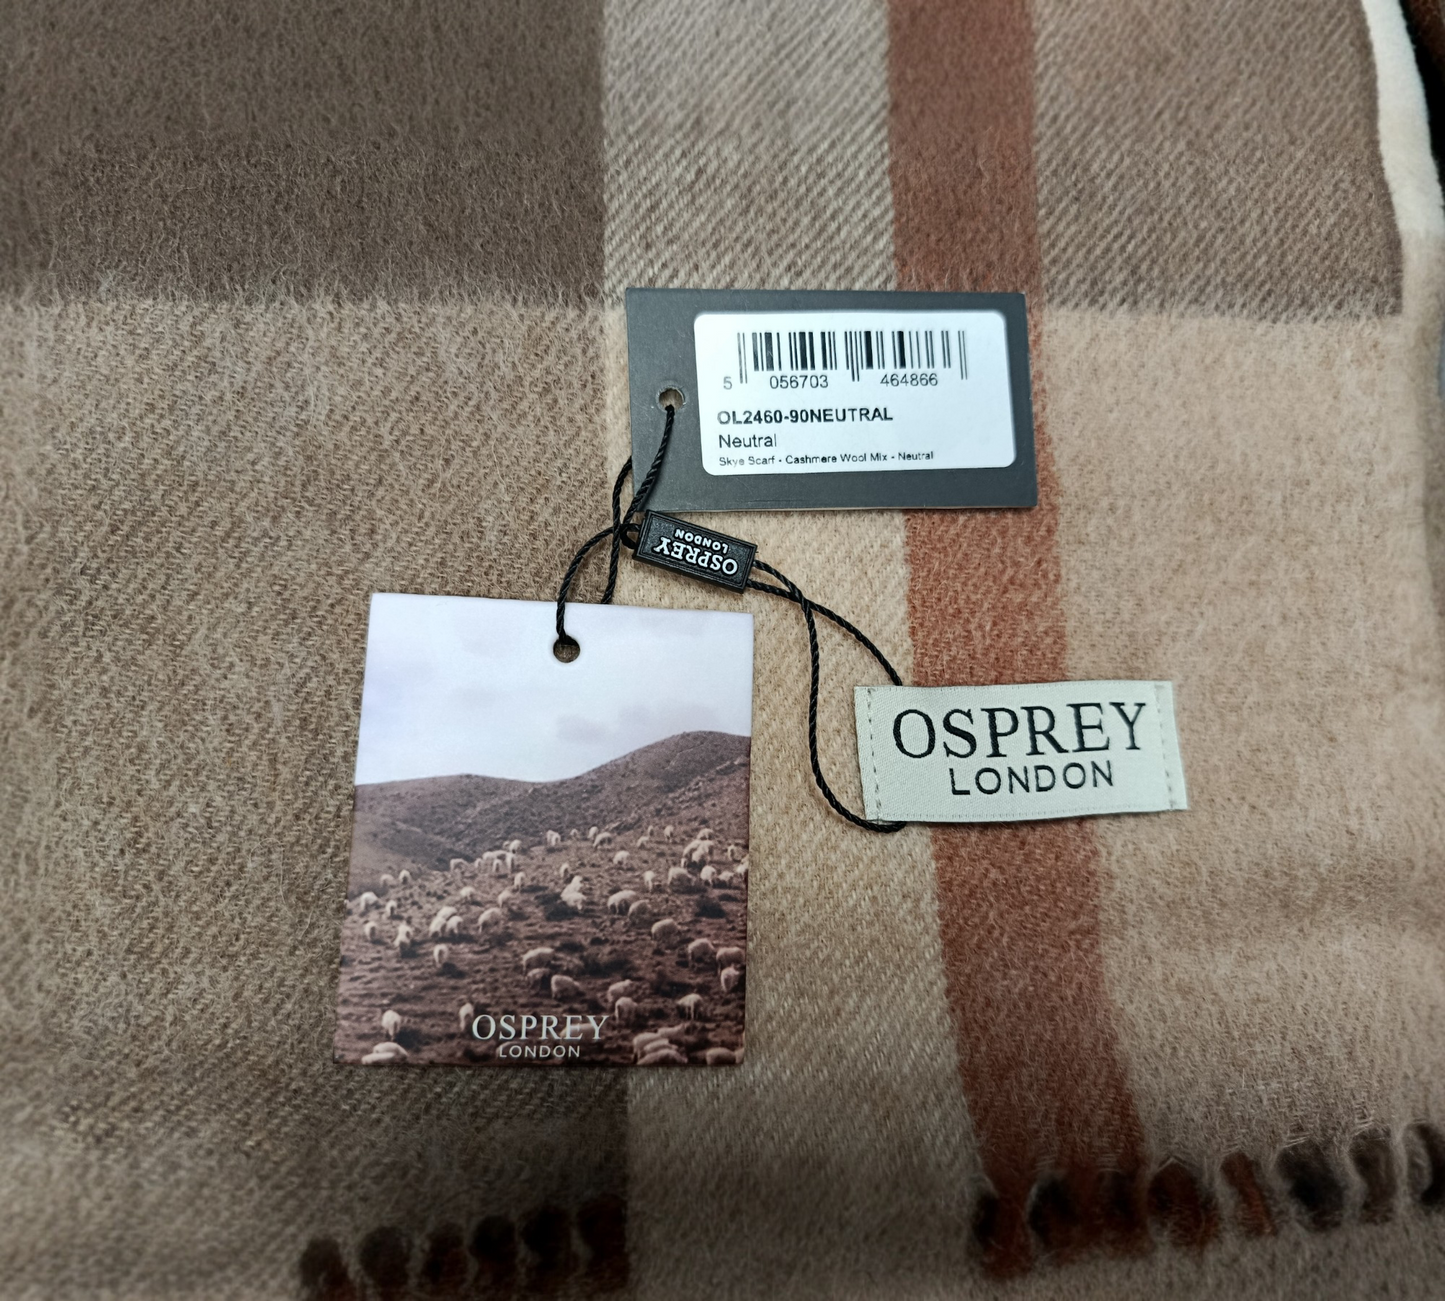 5 056703 464866
OL2460-90NEUTRAL
Neutral
Skye Scarf - Cashmere Wool Mix - Neutral
OSPREY
LONDON
OSPREY
LONDON
OSPREY
LONDON